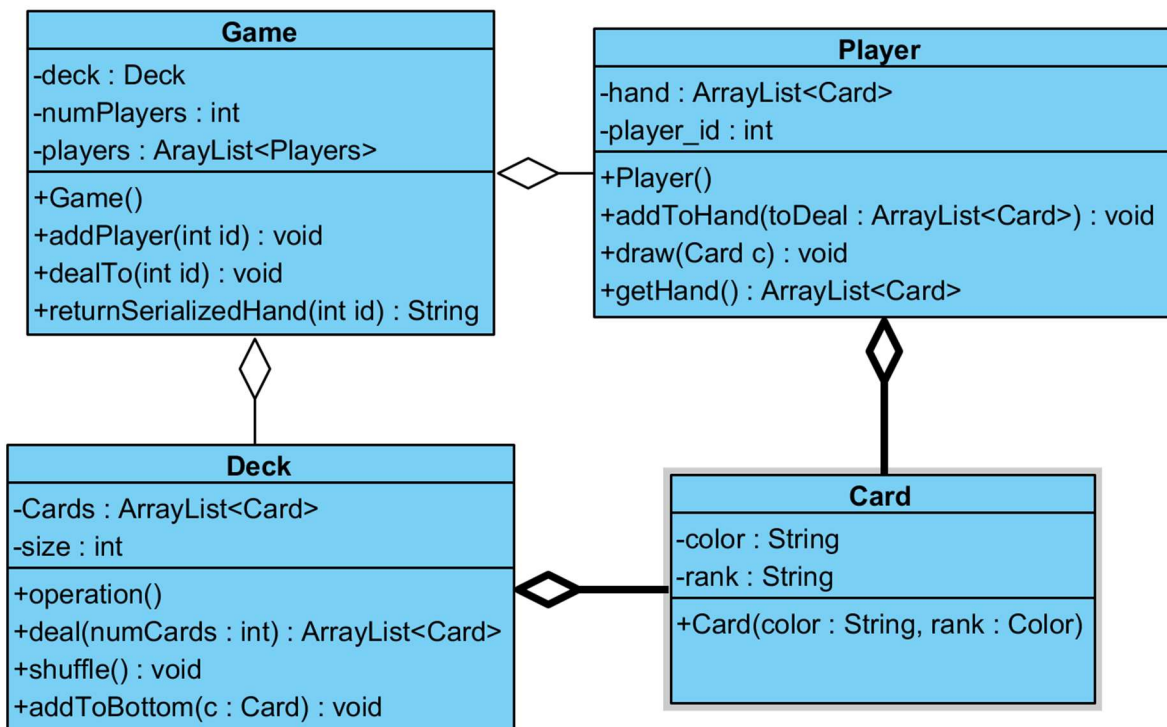 Game
-deck : Deck
-numPlayers : int
-players : ArayList<Players>
+Game()
+addPlayer(int id) : void
+dealTo(int id) : void
+returnSerializedHand(int id) : String
Player
-hand : ArrayList<Card>
-player_id : int
+Player()
+addToHand(toDeal : ArrayList<Card>) : void
+draw(Card c) : void
+getHand() : ArrayList<Card>
Deck
-Cards : ArrayList<Card>
-size : int
+operation()
+deal(numCards : int) : ArrayList<Card>
+shuffle() : void
+addToBottom(c : Card) : void
Card
-color : String
-rank : String
+Card(color : String, rank : Color)